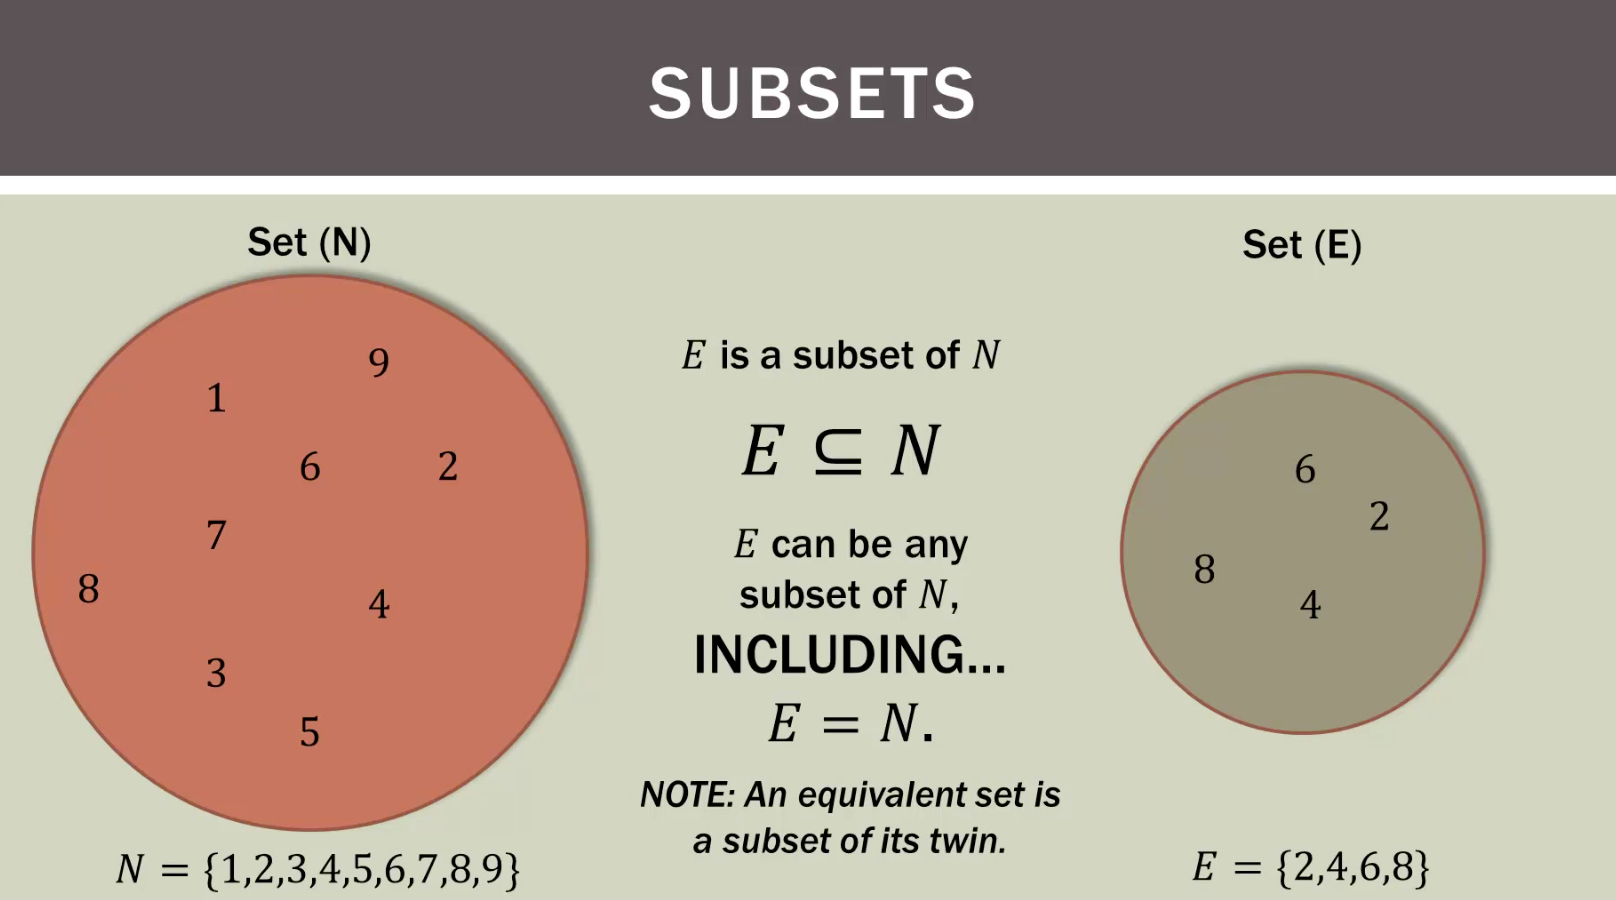 SUBSETS
Set (N)
9
1
6 2
7
8
4
3
5
N = {1,2,3,4,5,6,7,8,9}
E is a subset of N
E ⊆ N
E can be any
subset of N,
INCLUDING...
E = N.
NOTE: An equivalent set is
a subset of its twin.
Set (E)
6
2
8
4
E = {2,4,6,8}